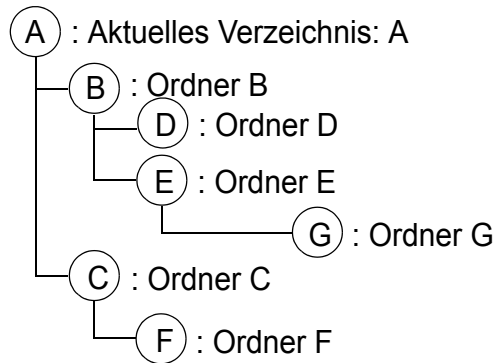 A : Aktuelles Verzeichnis: A
B : Ordner B
D : Ordner D
E : Ordner E
G : Ordner G
C : Ordner C
F : Ordner F